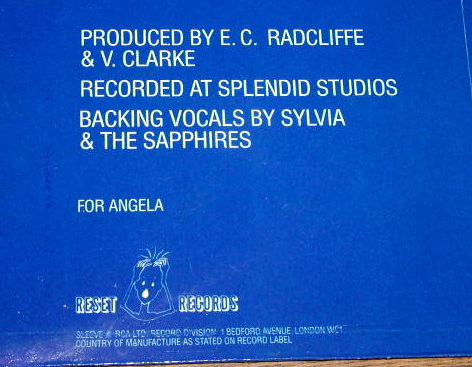 PRODUCED BY E. C. RADCLIFFE
& V. CLARKE
RECORDED AT SPLENDID STUDIOS
BACKING VOCALS BY SYLVIA
& THE SAPPHIRES
FOR ANGELA
RESET RECORDS
SLEEVE ℗ RCA LTD. RECORD DIVISION, 1 BEDFORD AVENUE, LONDON WC1
COUNTRY OF MANUFACTURE AS STATED ON RECORD LABEL